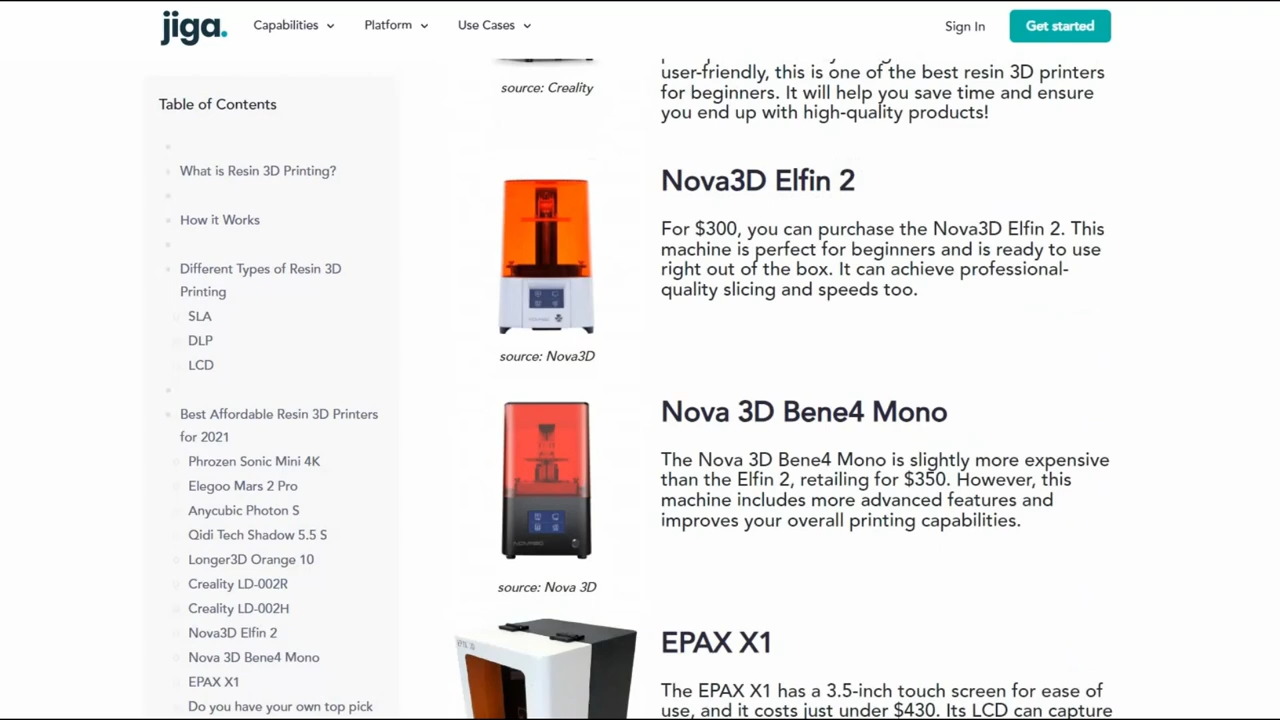 jiga.
Capabilities
Platform
Use Cases
Sign In
Get started
Table of Contents
What is Resin 3D Printing?
How it Works
Different Types of Resin 3D
Printing
SLA
DLP
LCD
Best Affordable Resin 3D Printers
for 2021
Phrozen Sonic Mini 4K
Elegoo Mars 2 Pro
Anycubic Photon S
Qidi Tech Shadow 5.5 S
Longer3D Orange 10
Creality LD-002R
Creality LD-002H
Nova3D Elfin 2
Nova 3D Bene4 Mono
EPAX X1
Do you have your own top pick
source: Creality
user-friendly, this is one of the best resin 3D printers
for beginners. It will help you save time and ensure
you end up with high-quality products!
Nova3D Elfin 2
For $300, you can purchase the Nova3D Elfin 2. This
machine is perfect for beginners and is ready to use
right out of the box. It can achieve professional-
quality slicing and speeds too.
source: Nova3D
Nova 3D Bene4 Mono
The Nova 3D Bene4 Mono is slightly more expensive
than the Elfin 2, retailing for $350. However, this
machine includes more advanced features and
improves your overall printing capabilities.
source: Nova 3D
EPAX X1
The EPAX X1 has a 3.5-inch touch screen for ease of
use, and it costs just under $430. Its LCD can capture